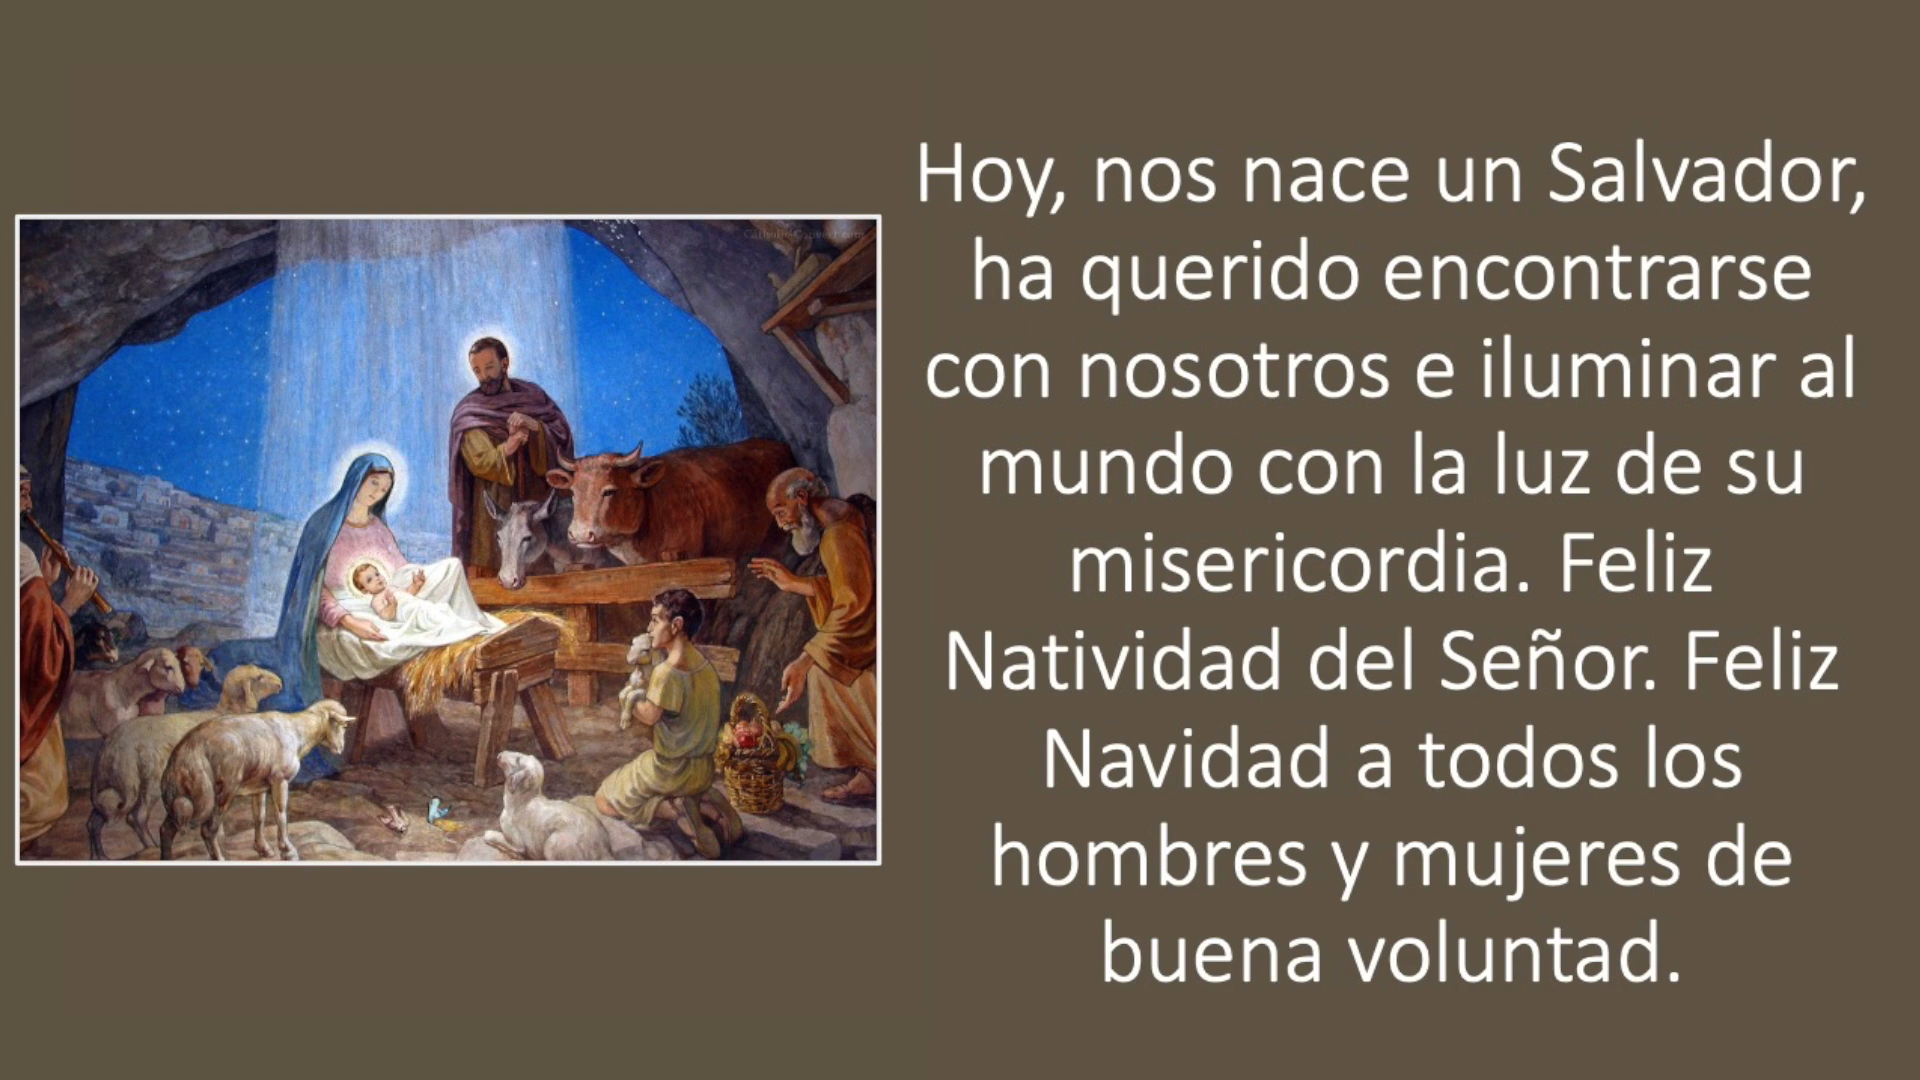 Hoy, nos nace un Salvador,
ha querido encontrarse
con nosotros e iluminar al
mundo con la luz de su
misericordia. Feliz
Natividad del Señor. Feliz
Navidad a todos los
hombres y mujeres de
buena voluntad.